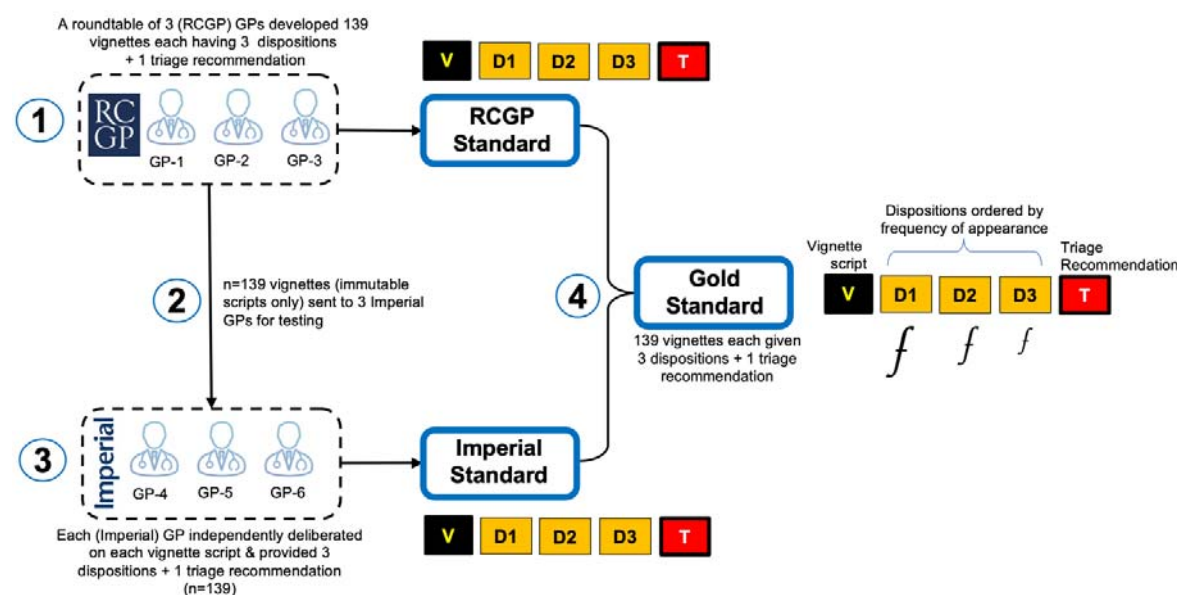 A roundtable of 3 (RCGP) GPs developed 139
vignettes each having 3 dispositions
+ 1 triage recommendation
V D1 D2 D3 T
1
RC
GP
GP-1 GP-2 GP-3
RCGP
Standard
2
n=139 vignettes (immutable
scripts only) sent to 3 Imperial
GPs for testing
4
Gold
Standard
139 vignettes each given
3 dispositions + 1 triage
recommendation
Dispositions ordered by
frequency of appearance
Vignette
script
Triage
Recommendation
V D1 D2 D3 T
f f f
3
Imperial
GP-4 GP-5 GP-6
Imperial
Standard
Each (Imperial) GP independently deliberated
on each vignette script & provided 3
dispositions + 1 triage recommendation
(n=139)
V D1 D2 D3 T